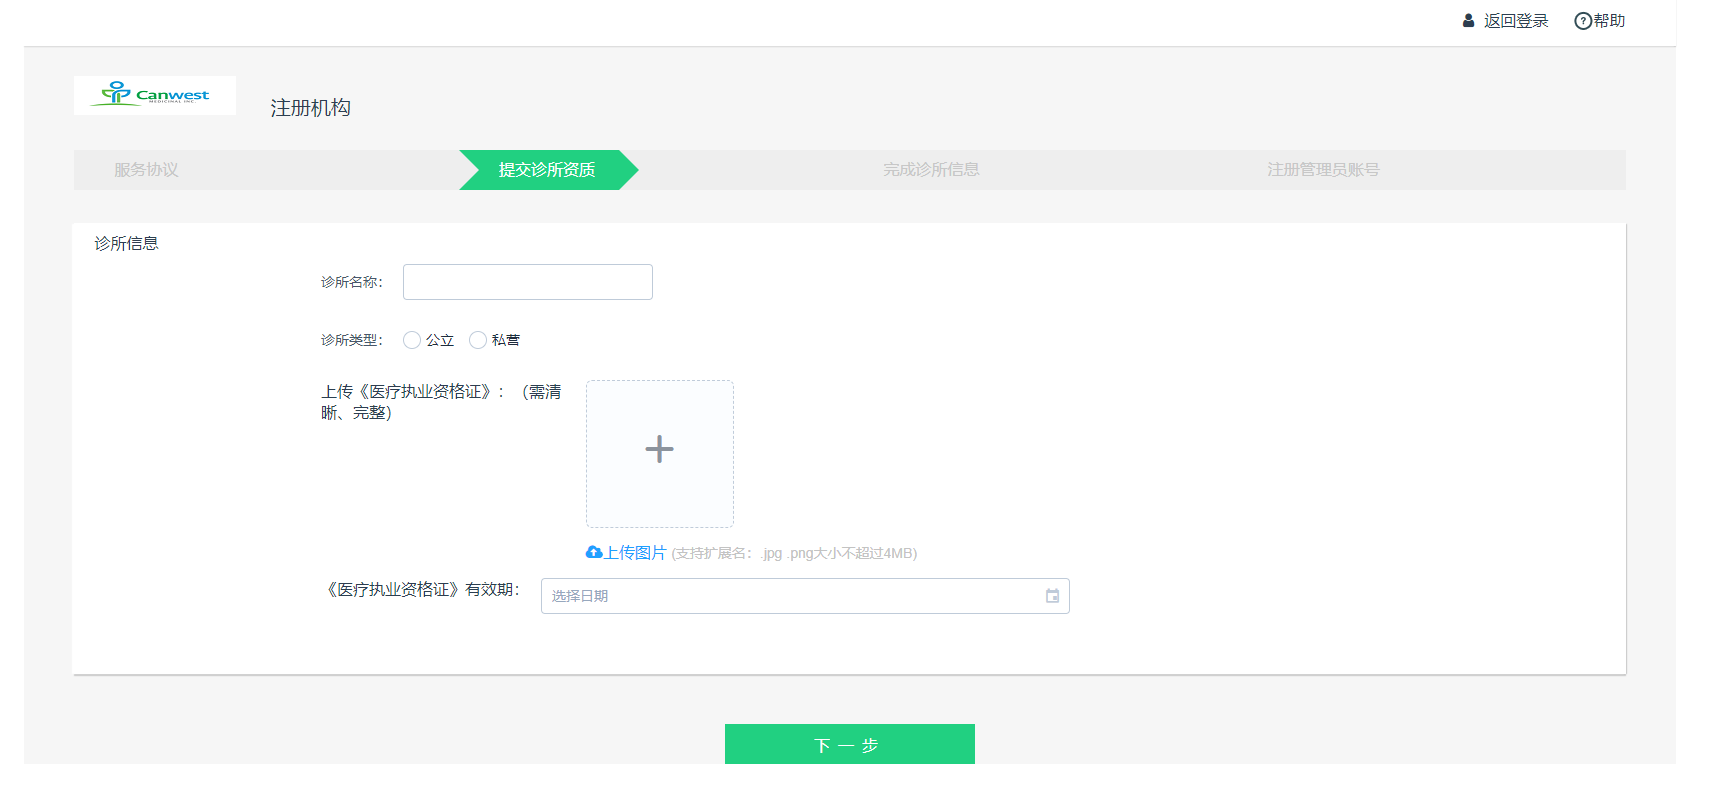 返回登录 帮助
Canwest
MEDICINAL INC.
注册机构
服务协议 提交诊所资质 完成诊所信息 注册管理员账号
诊所信息
诊所名称：
诊所类型： 公立 私营
上传《医疗执业资格证》：（需清
晰、完整）
上传图片 (支持扩展名：.jpg .png大小不超过4MB)
《医疗执业资格证》有效期： 选择日期
下一步